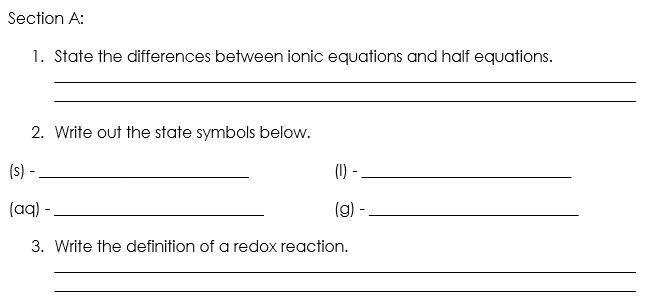 Section A:
1. State the differences between ionic equations and half equations.
2. Write out the state symbols below.
(s) - (l) -
(aq) - (g) -
3. Write the definition of a redox reaction.